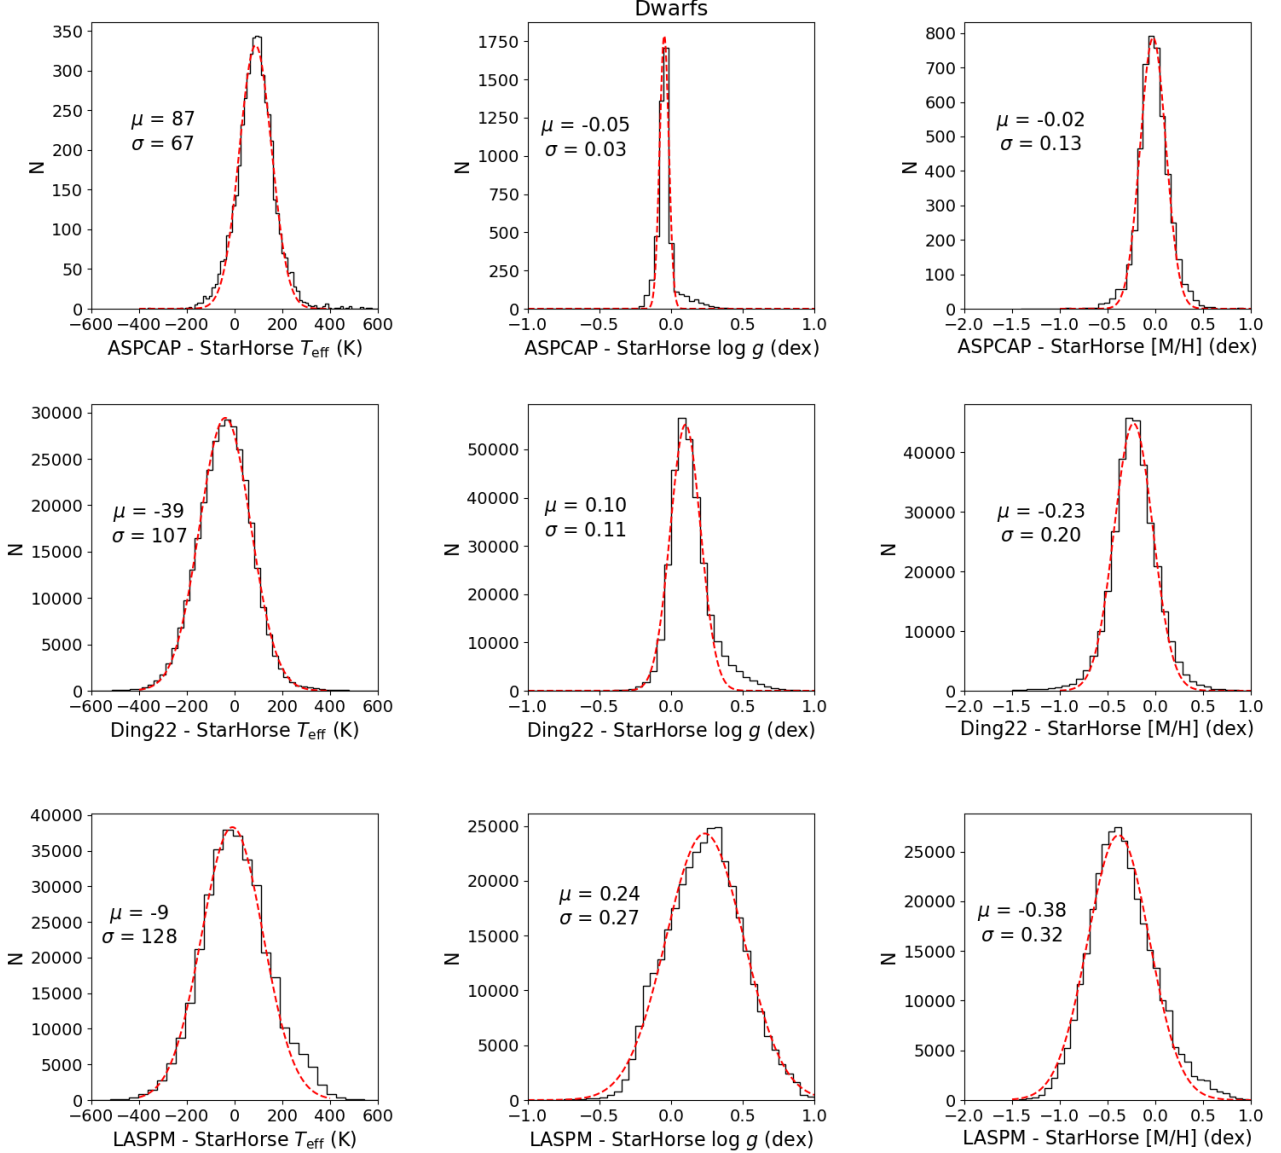 Dwarfs
350
300
250
200
150
100
50
0
N
μ = 87
σ = 67
−600 −400 −200 0 200 400 600
ASPCAP - StarHorse Teff (K)
1750
1500
1250
1000
750
500
250
0
N
μ = -0.05
σ = 0.03
−1.0 −0.5 0.0 0.5 1.0
ASPCAP - StarHorse log g (dex)
800
700
600
500
400
300
200
100
0
N
μ = -0.02
σ = 0.13
−2.0 −1.5 −1.0 −0.5 0.0 0.5 1.0
ASPCAP - StarHorse [M/H] (dex)
30000
25000
20000
15000
10000
5000
0
N
μ = -39
σ = 107
−600 −400 −200 0 200 400 600
Ding22 - StarHorse Teff (K)
50000
40000
30000
20000
10000
0
N
μ = 0.10
σ = 0.11
−1.0 −0.5 0.0 0.5 1.0
Ding22 - StarHorse log g (dex)
40000
30000
20000
10000
0
N
μ = -0.23
σ = 0.20
−2.0 −1.5 −1.0 −0.5 0.0 0.5 1.0
Ding22 - StarHorse [M/H] (dex)
40000
35000
30000
25000
20000
15000
10000
5000
0
N
μ = -9
σ = 128
−600 −400 −200 0 200 400 600
LASPM - StarHorse Teff (K)
25000
20000
15000
10000
5000
0
N
μ = 0.24
σ = 0.27
−1.0 −0.5 0.0 0.5 1.0
LASPM - StarHorse log g (dex)
25000
20000
15000
10000
5000
0
N
μ = -0.38
σ = 0.32
−2.0 −1.5 −1.0 −0.5 0.0 0.5 1.0
LASPM - StarHorse [M/H] (dex)